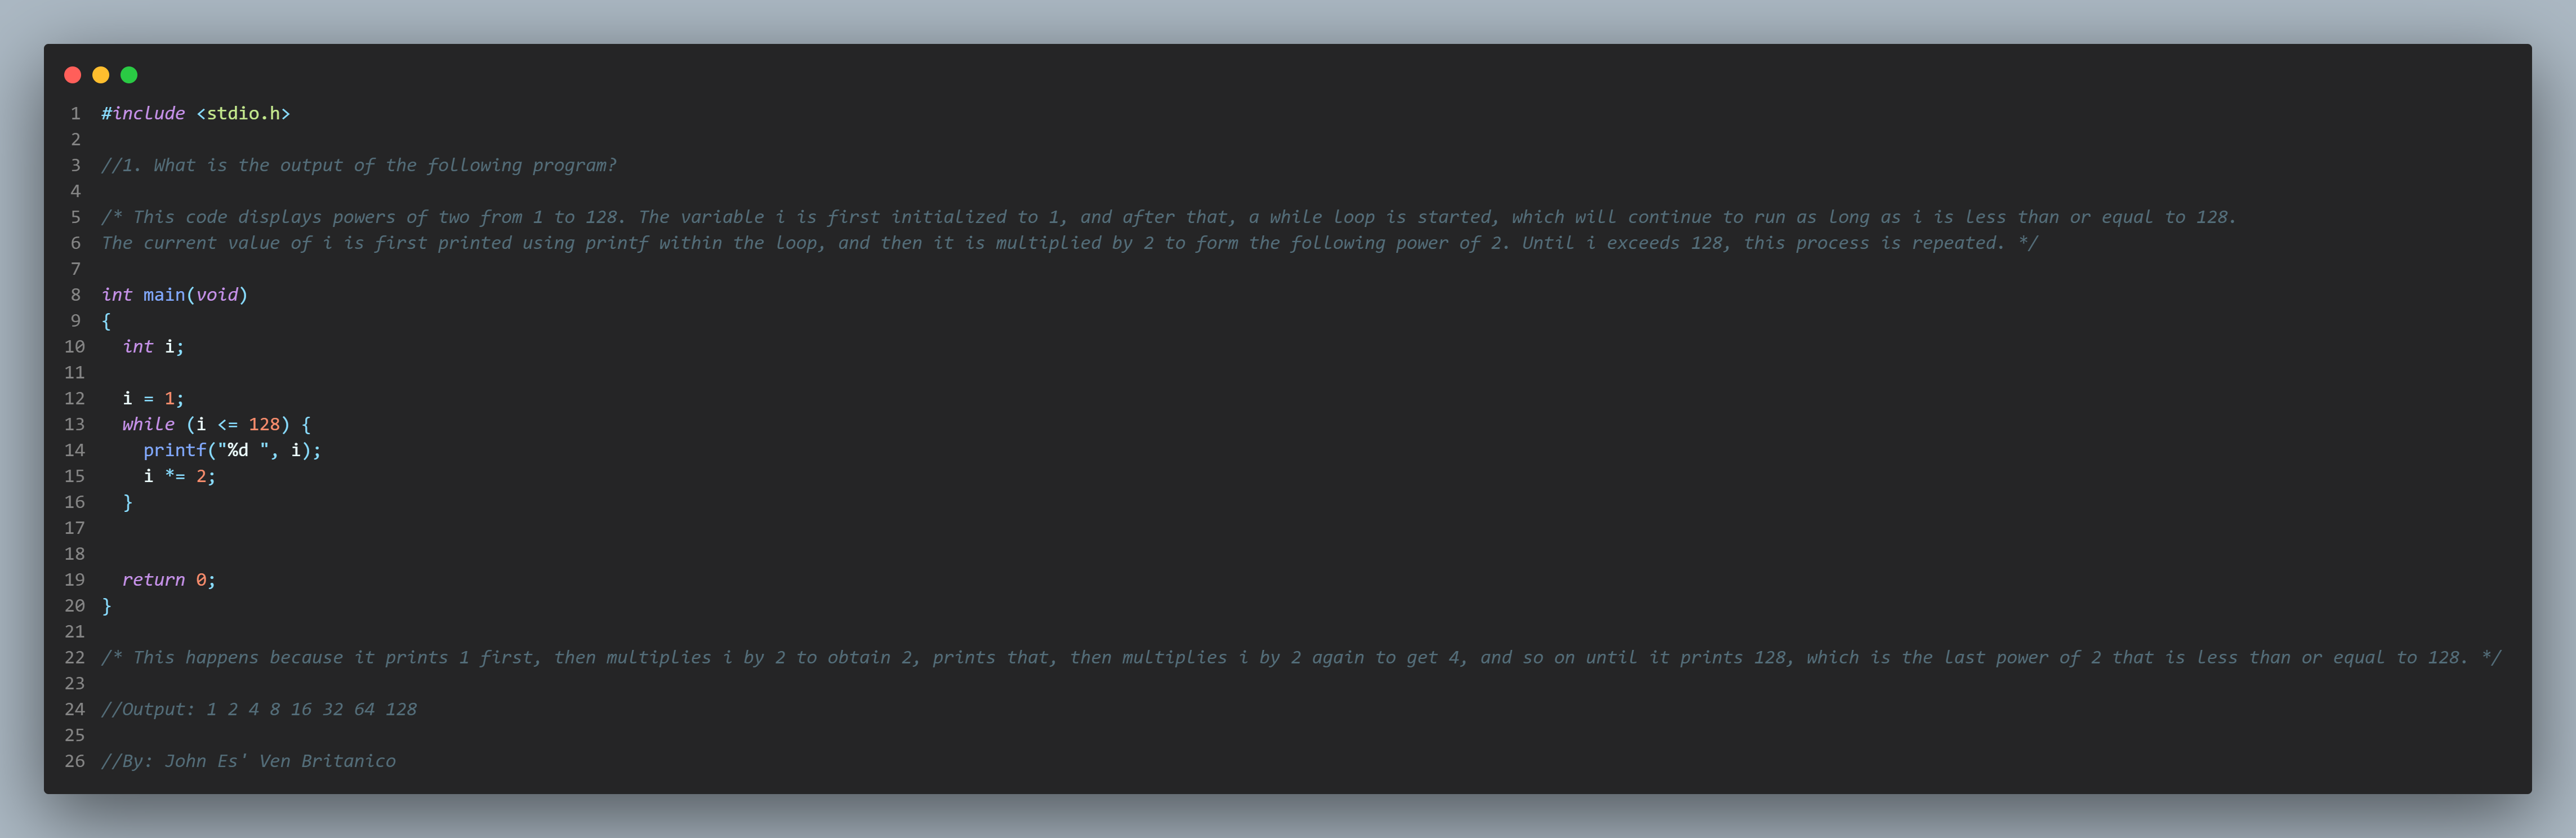 1 #include <stdio.h>
2
3 //1. What is the output of the following program?
4
5 /* This code displays powers of two from 1 to 128. The variable i is first initialized to 1, and after that, a while loop is started, which will continue to run as long as i is less than or equal to 128.
6 The current value of i is first printed using printf within the loop, and then it is multiplied by 2 to form the following power of 2. Until i exceeds 128, this process is repeated. */
7
8 int main(void)
9 {
10   int i;
11
12   i = 1;
13   while (i <= 128) {
14     printf("%d ", i);
15     i *= 2;
16   }
17
18
19   return 0;
20 }
21
22 /* This happens because it prints 1 first, then multiplies i by 2 to obtain 2, prints that, then multiplies i by 2 again to get 4, and so on until it prints 128, which is the last power of 2 that is less than or equal to 128. */
23
24 //Output: 1 2 4 8 16 32 64 128
25
26 //By: John Es' Ven Britanico